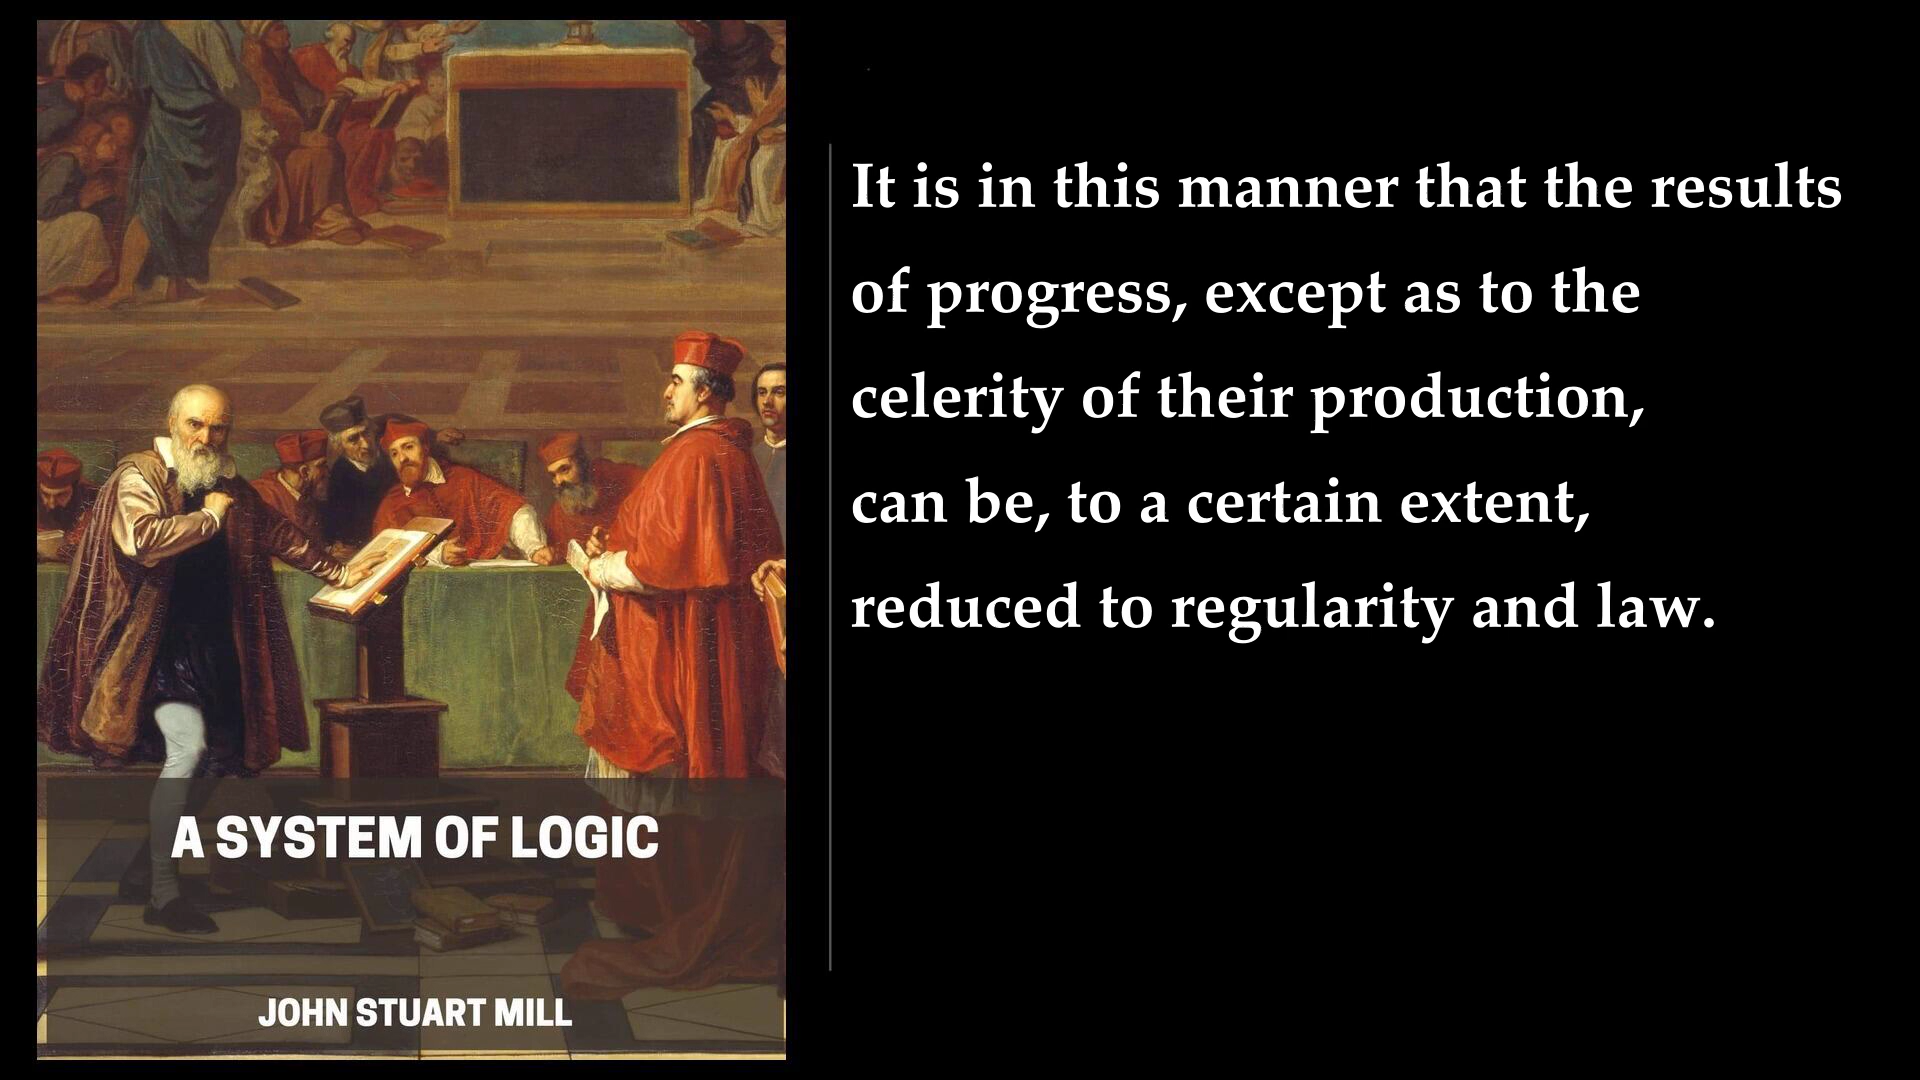 A SYSTEM OF LOGIC
JOHN STUART MILL
It is in this manner that the results
of progress, except as to the
celerity of their production,
can be, to a certain extent,
reduced to regularity and law.